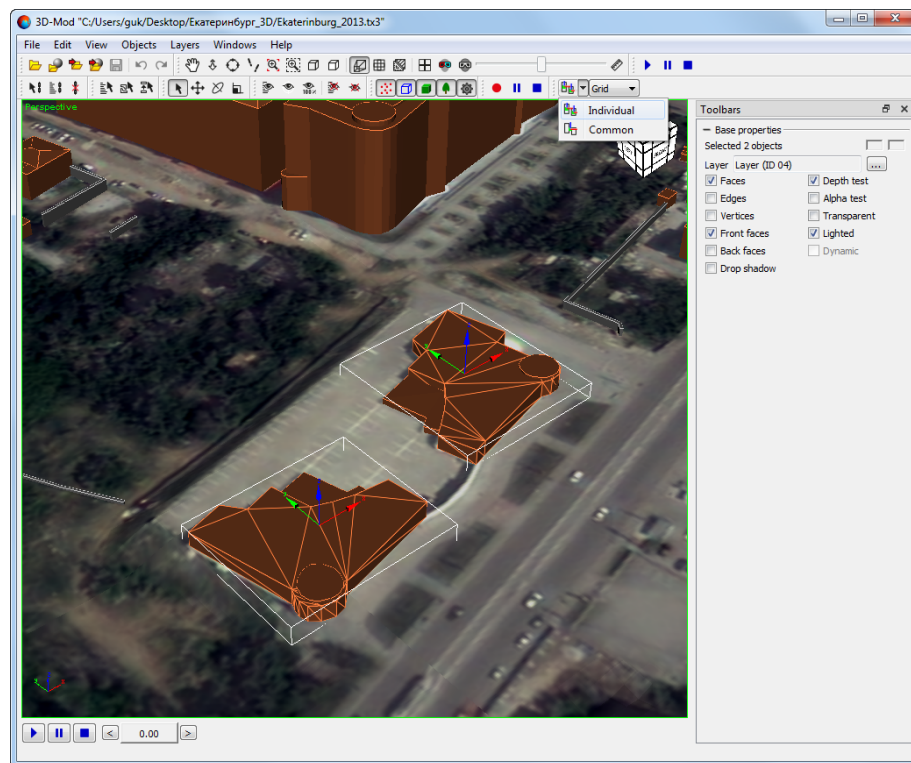 3D-Mod "C:/Users/guk/Desktop/Екатеринбург_3D/Ekaterinburg_2013.tx3"
File Edit View Objects Layers Windows Help
Grid
Individual
Common
Perspective
Toolbars
Base properties
Selected 2 objects
Layer Layer (ID 04) ...
Faces Depth test
Edges Alpha test
Vertices Transparent
Front faces Lighted
Back faces Dynamic
Drop shadow
< 0.00 >